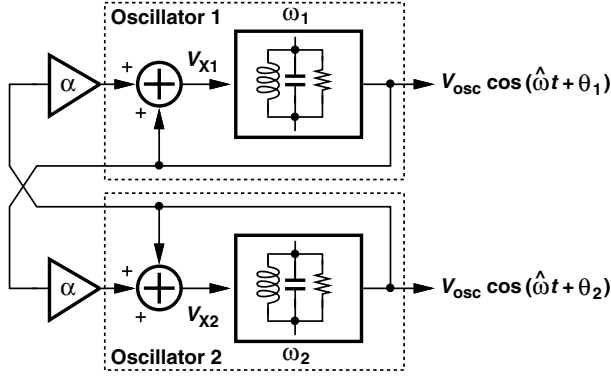 Oscillator 1
ω1
α
+
+
+
VX1
Vosc cos (ω̂t + θ1)
α
+
+
+
VX2
Vosc cos (ω̂t + θ2)
Oscillator 2
ω2